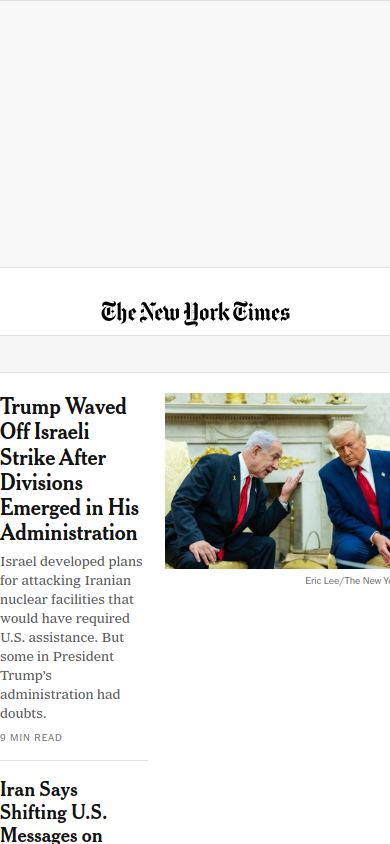 The New York Times
Trump Waved
Off Israeli
Strike After
Divisions
Emerged in His
Administration
Israel developed plans
for attacking Iranian
nuclear facilities that
would have required
U.S. assistance. But
some in President
Trump’s
administration had
doubts.
9 MIN READ
Eric Lee/The New Yo
Iran Says
Shifting U.S.
Messages on